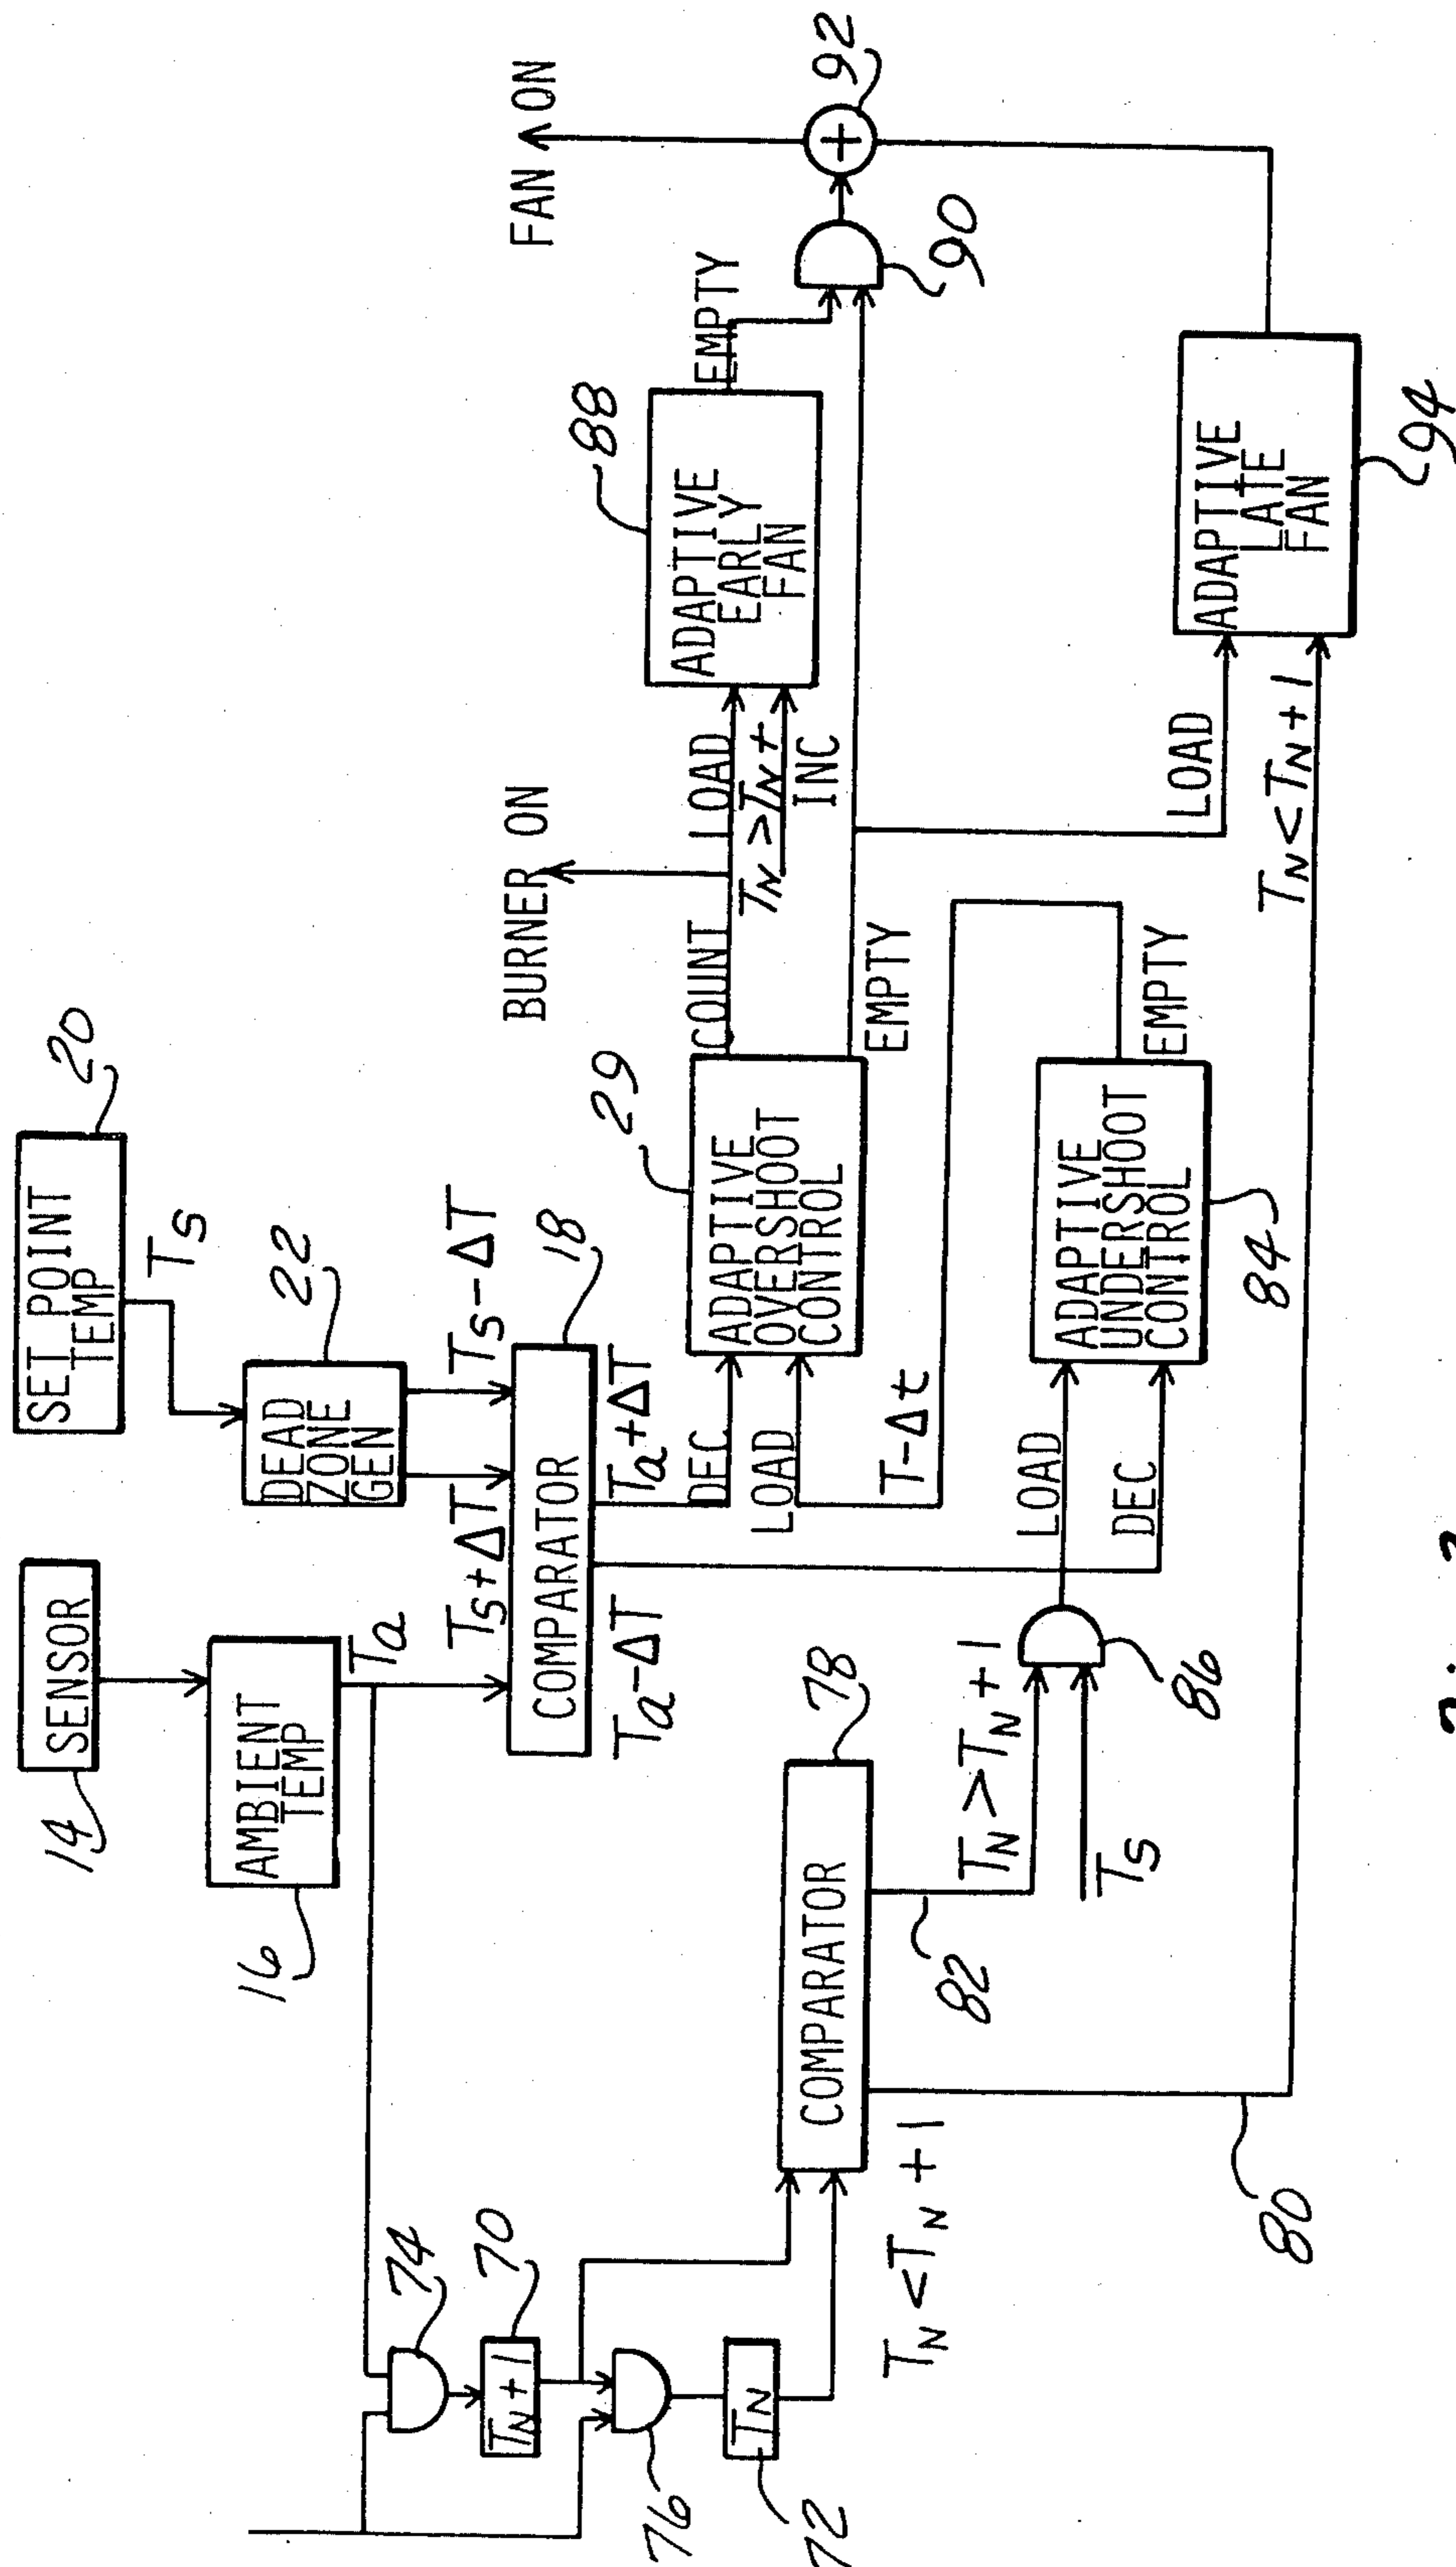 SENSOR
14
AMBIENT
TEMP
16
Ta
SET POINT
TEMP
20
Ts
DEAD
ZONE
GEN
22
Ts+ΔT
Ts-ΔT
COMPARATOR
18
Ta-ΔT
Ta+ΔT
74
TN+1
70
76
TN
72
COMPARATOR
78
TN<TN+1
80
82
TN>TN+1
Ts
86
LOAD
DEC
ADAPTIVE
UNDERSHOOT
CONTROL
84
EMPTY
T-Δt
DEC
LOAD
ADAPTIVE
OVERSHOOT
CONTROL
29
COUNT
EMPTY
BURNER ON
LOAD
TN>TN+
INC
ADAPTIVE
EARLY
FAN
88
EMPTY
90
92
FAN ON
LOAD
TN<TN+1
ADAPTIVE
LATE
FAN
94